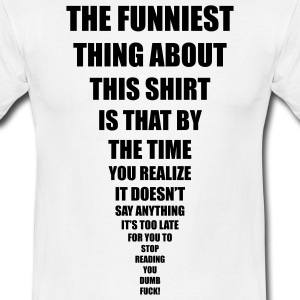 THE FUNNIEST
THING ABOUT
THIS SHIRT
IS THAT BY
THE TIME
YOU REALIZE
IT DOESN'T
SAY ANYTHING
IT'S TOO LATE
FOR YOU TO
STOP
READING
YOU
DUMB
FUCK!